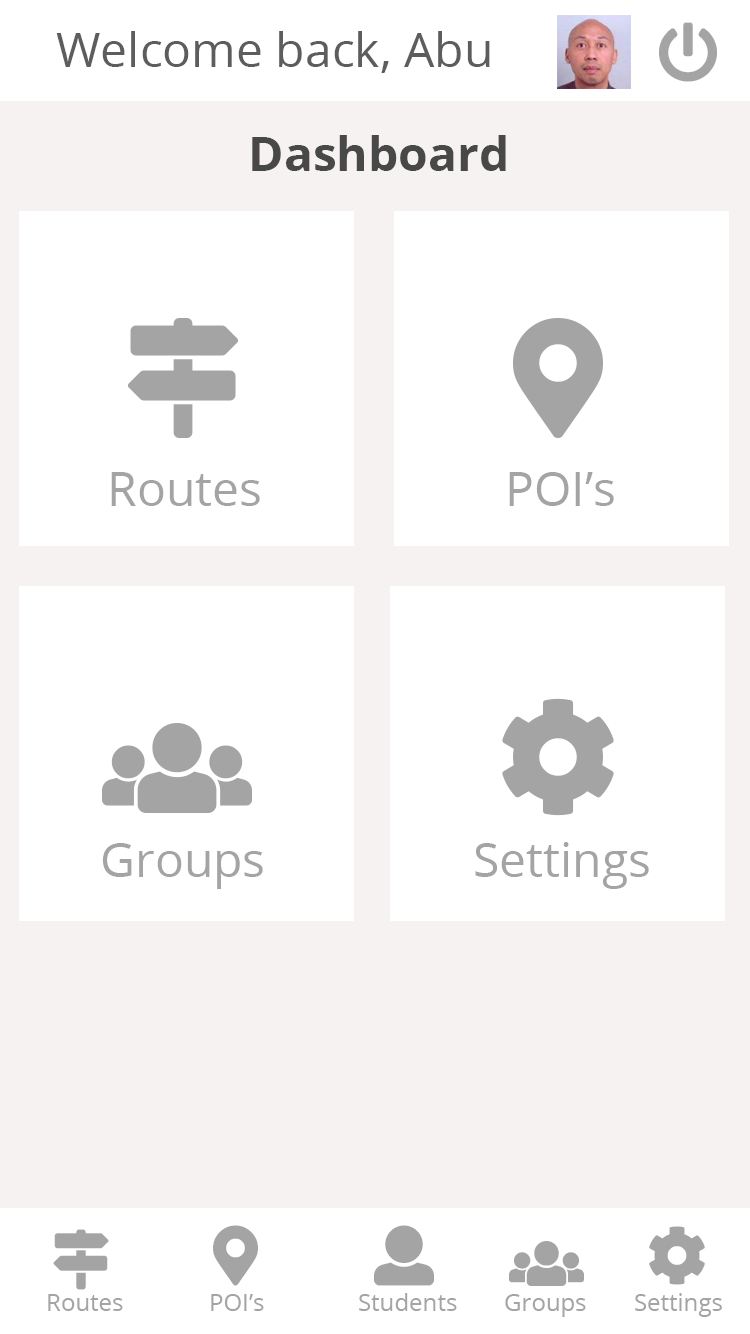 Welcome back, Abu
Dashboard
Routes
POI’s
Groups
Settings
Routes
POI’s
Students
Groups
Settings